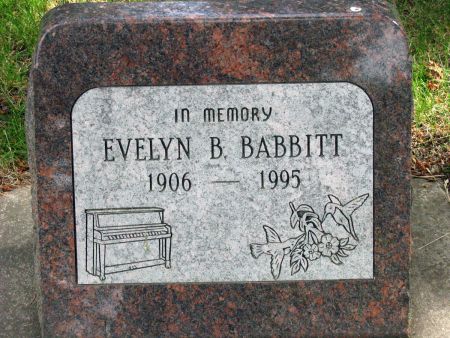 IN MEMORY
EVELYN B. BABBITT
1906 — 1995